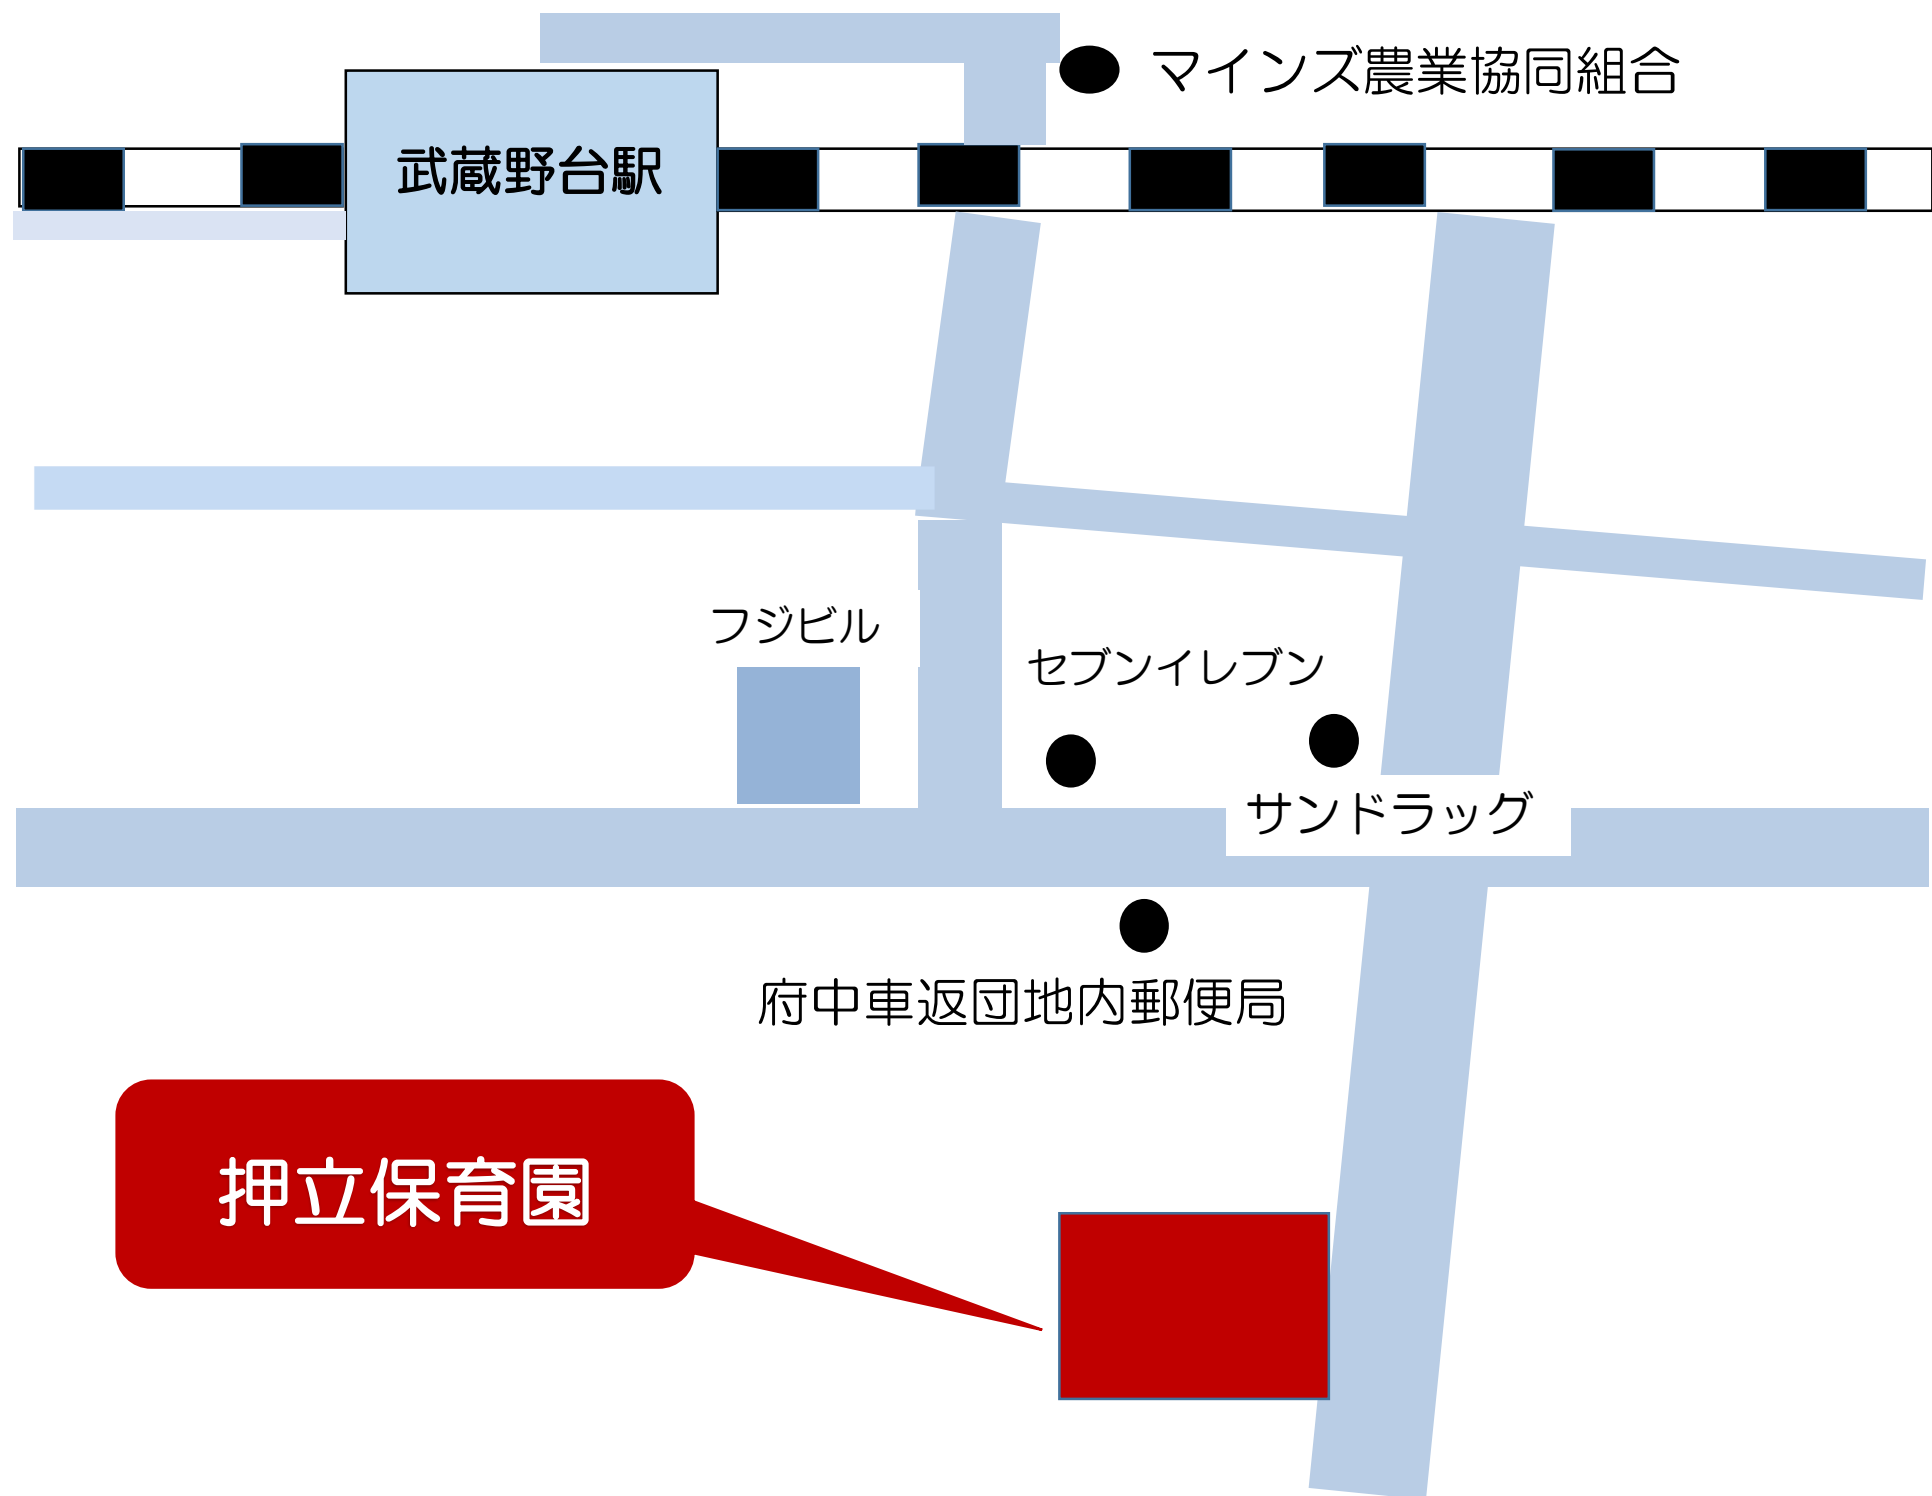 マインズ農業協同組合
武蔵野台駅
フジビル
セブンイレブン
サンドラッグ
府中車返団地内郵便局
押立保育園